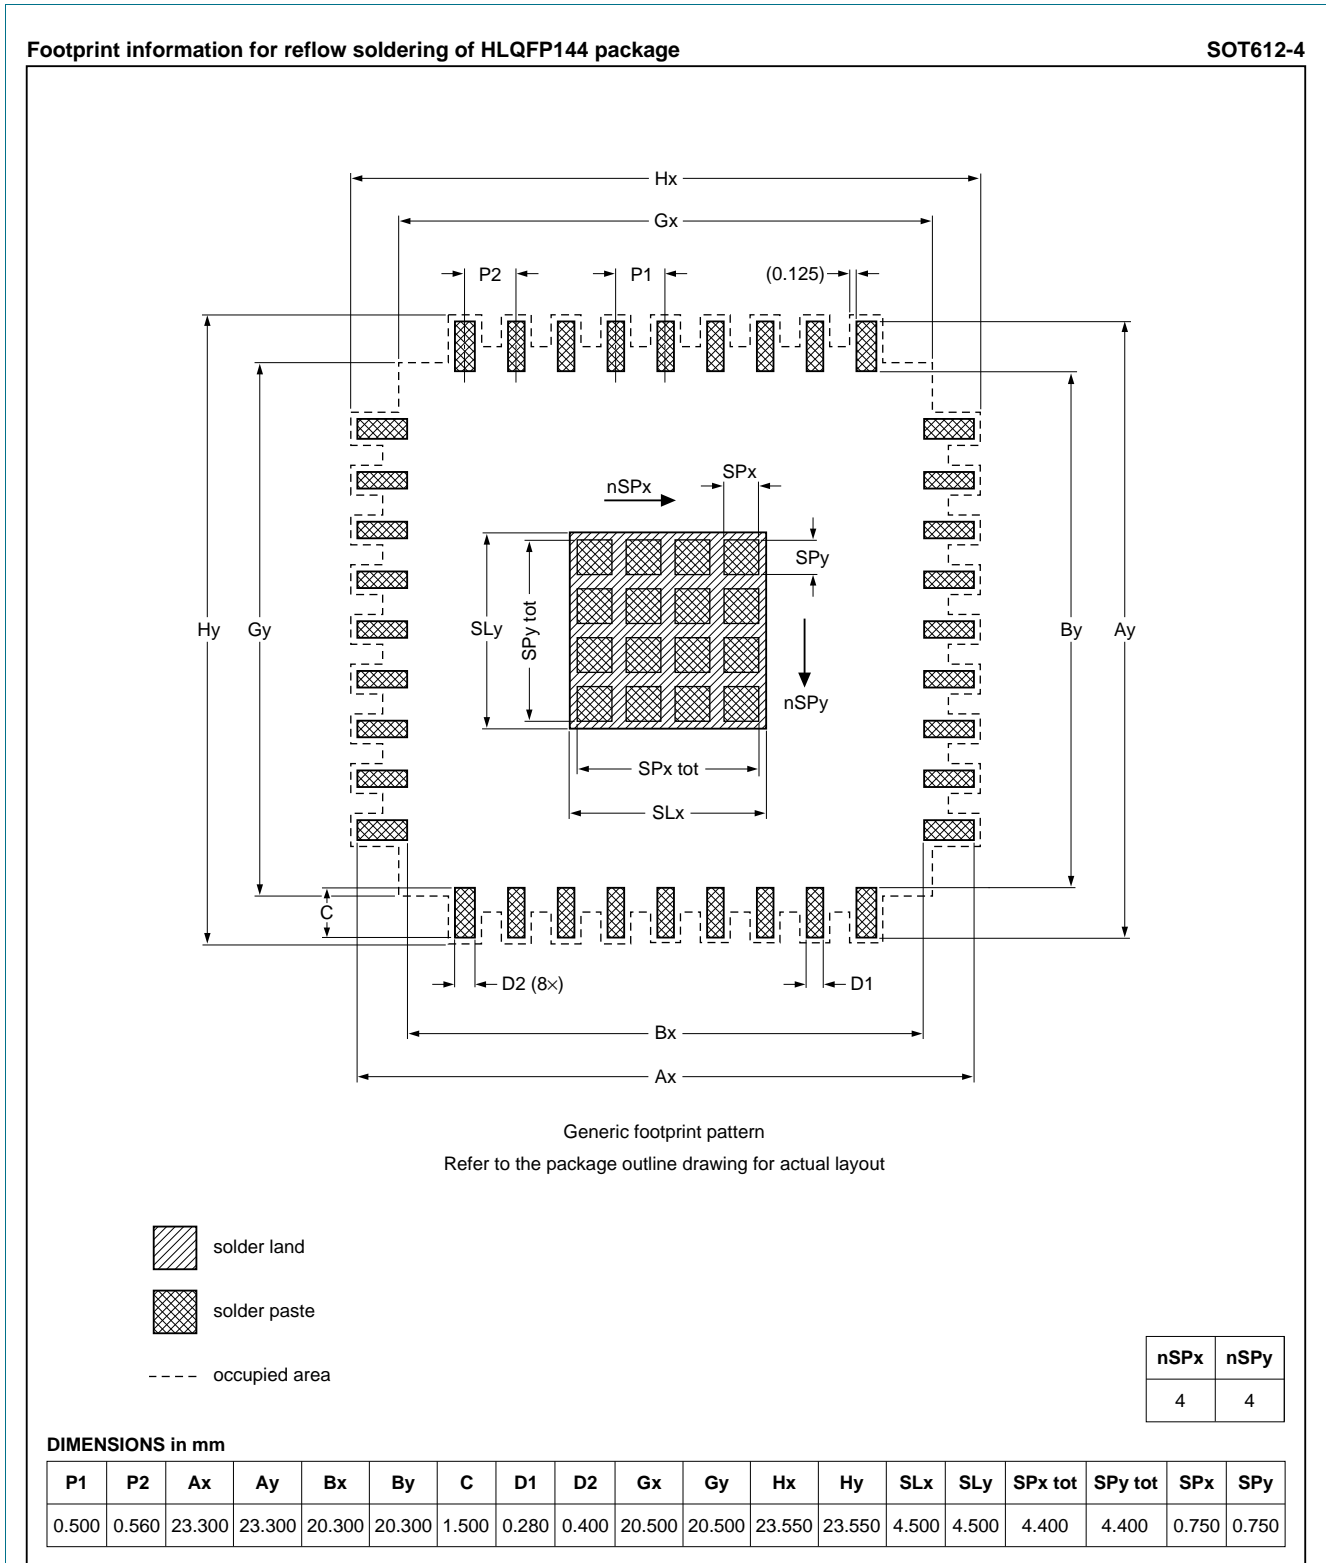 Footprint information for reflow soldering of HLQFP144 package SOT612-4
Hx
Gx
P2 P1 (0.125)
SPx
nSPx
SPy
Hy Gy SLy SPy tot By Ay
nSPy
SPx tot
SLx
C
D2 (8×) D1
Bx
Ax
Generic footprint pattern
Refer to the package outline drawing for actual layout
solder land
solder paste
occupied area
nSPx nSPy
4 4
DIMENSIONS in mm
P1 P2 Ax Ay Bx By C D1 D2 Gx Gy Hx Hy SLx SLy SPx tot SPy tot SPx SPy
0.500 0.560 23.300 23.300 20.300 20.300 1.500 0.280 0.400 20.500 20.500 23.550 23.550 4.500 4.500 4.400 4.400 0.750 0.750